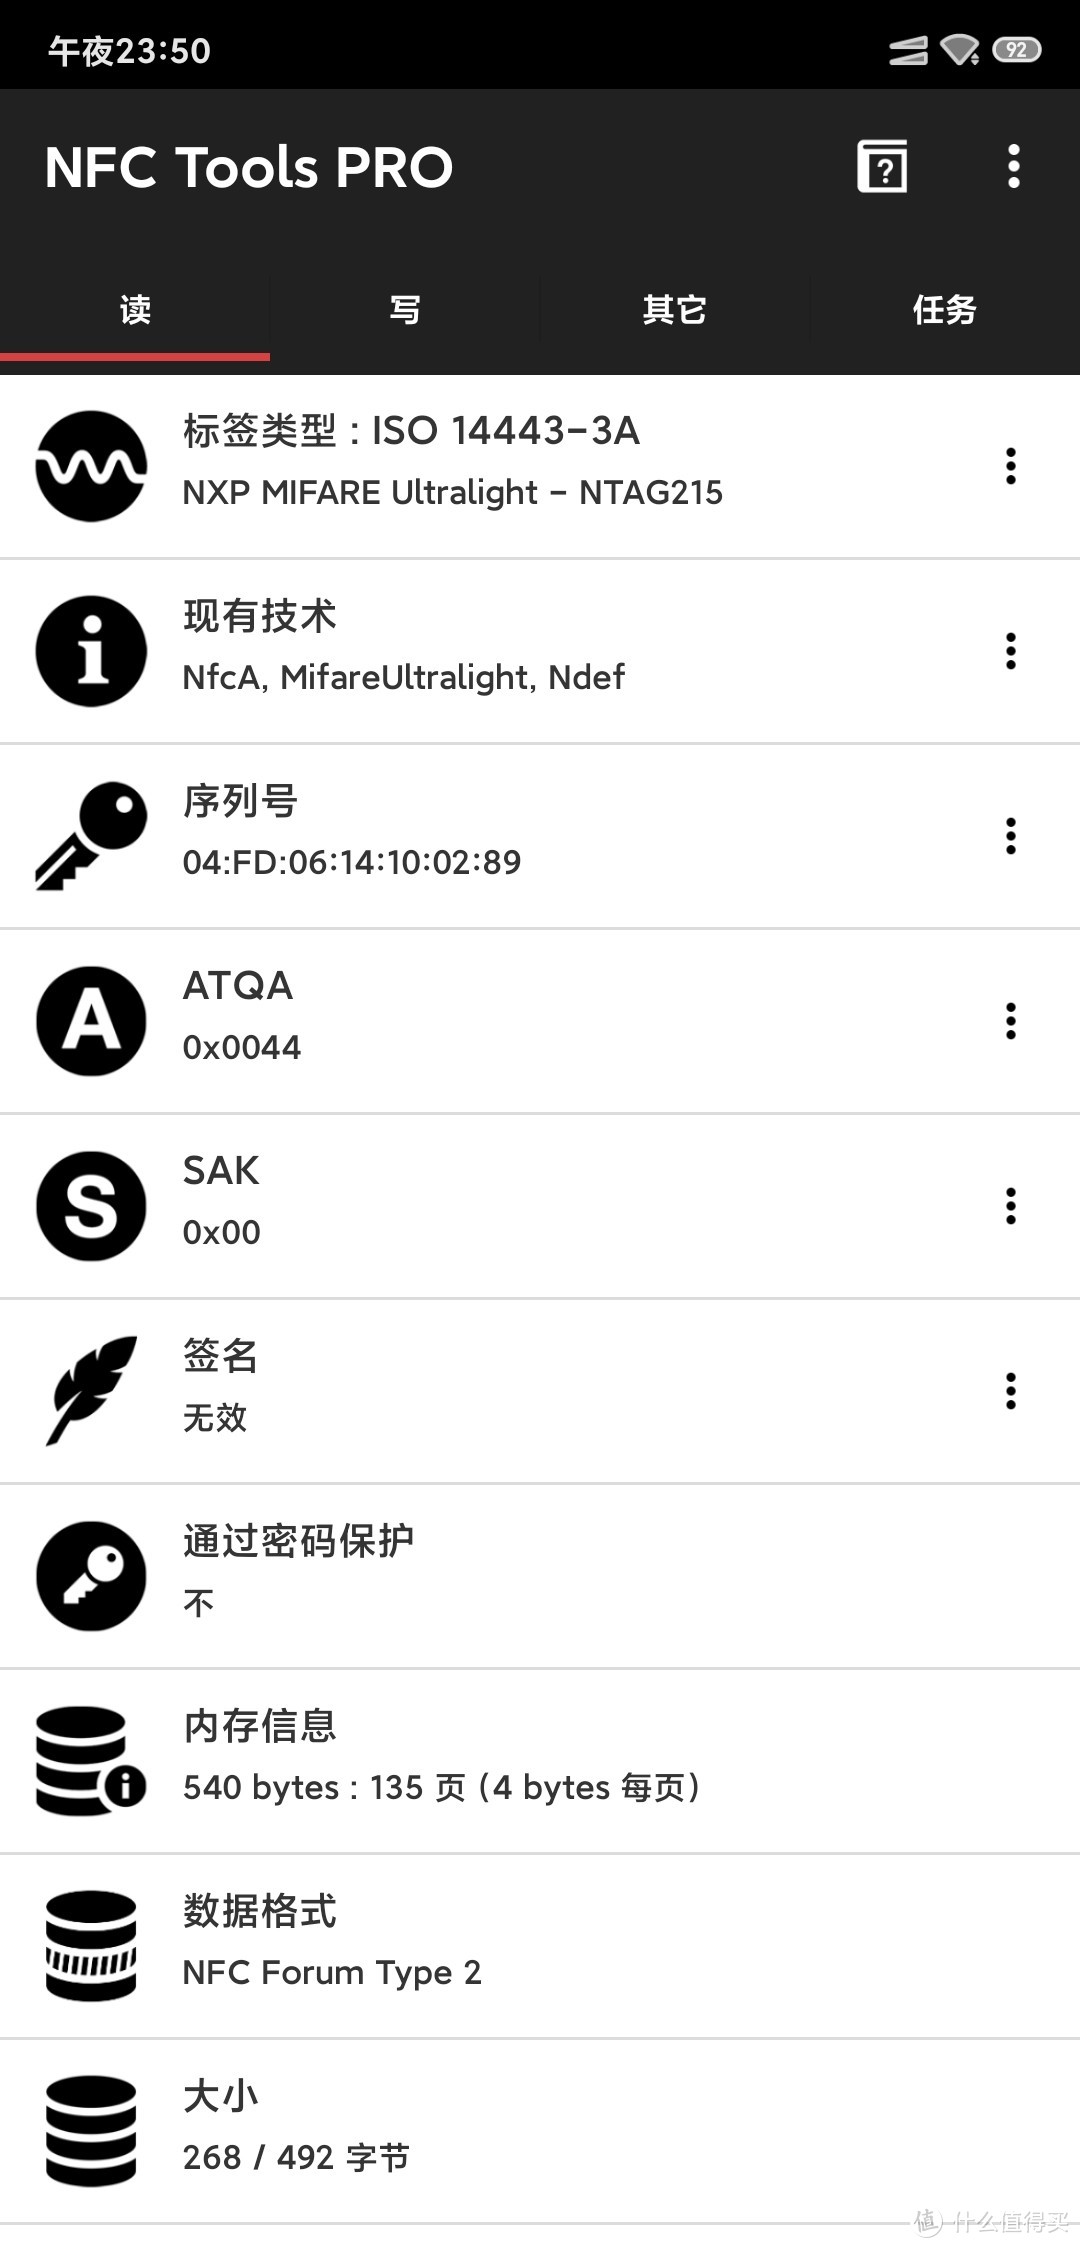 午夜23:50
92
NFC Tools PRO
读
写
其它
任务
标签类型 : ISO 14443-3A
NXP MIFARE Ultralight - NTAG215
现有技术
NfcA, MifareUltralight, Ndef
序列号
04:FD:06:14:10:02:89
A
ATQA
0x0044
S
SAK
0x00
签名
无效
通过密码保护
不
内存信息
540 bytes : 135 页 (4 bytes 每页)
数据格式
NFC Forum Type 2
大小
268 / 492 字节
值 什么值得买